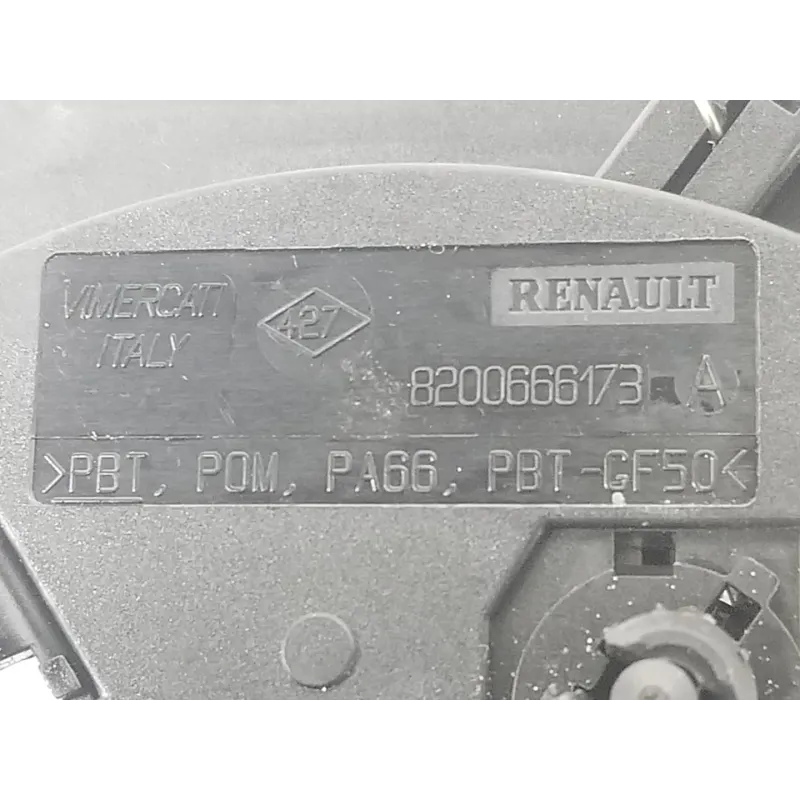 VIMERCATI
ITALY
427
RENAULT
8200666173 A
>PBT, POM, PA66, PBT-GF50<